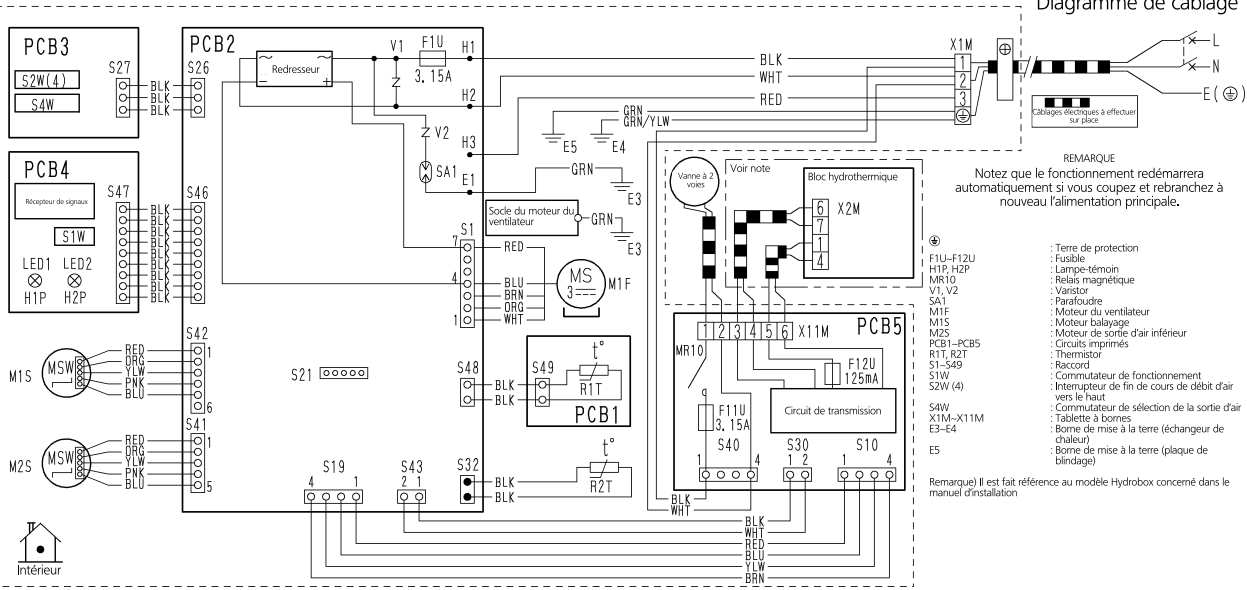 Diagramme de câblage
PCB3
S2W(4)
S4W
S27
BLK
BLK
BLK
S26
PCB2
Redresseur
V1
F1U
3.15A
H1
H2
V2
H3
SA1
E1
BLK
WHT
RED
GRN
GRN/YLW
E5
E4
GRN
E3
X1M
1
2
3
L
N
E(
)
Câblages électriques à effectuer
sur place
PCB4
Récepteur de signaux
S1W
LED1 LED2
H1P H2P
S47
BLK
BLK
BLK
BLK
BLK
BLK
BLK
BLK
S46
Socle du moteur du
ventilateur
GRN
E3
S1
7
4
1
RED
BLU
BRN
ORG
WHT
MS
3
M1F
Vanne à 2
voies
Voir note
Bloc hydrothermique
6
7
1
4
X2M
REMARQUE
Notez que le fonctionnement redémarrera
automatiquement si vous coupez et rebranchez à
nouveau l'alimentation principale.
: Terre de protection
F1U–F12U : Fusible
H1P, H2P : Lampe-témoin
MR10 : Relais magnétique
V1, V2 : Varistor
SA1 : Parafoudre
M1F : Moteur du ventilateur
M1S : Moteur balayage
M2S : Moteur de sortie d'air inférieur
PCB1–PCB5 : Circuits imprimés
R1T, R2T : Thermistor
S1–S49 : Raccord
S1W : Commutateur de fonctionnement
S2W (4) : Interrupteur de fin de cours de débit d'air
vers le haut
S4W : Commutateur de sélection de la sortie d'air
X1M~X11M : Tablette à bornes
E3–E4 : Borne de mise à la terre (échangeur de
chaleur)
E5 : Borne de mise à la terre (plaque de
blindage)
Remarque) Il est fait référence au modèle Hydrobox concerné dans le
manuel d'installation
M1S
MSW
RED
ORG
YLW
PNK
BLU
S42
1
6
M2S
MSW
RED
ORG
YLW
PNK
BLU
S41
1
5
S21
S48
BLK
BLK
S49
t°
R1T
PCB1
S32
BLK
BLK
t°
R2T
S19
4 1
S43
2 1
1 2 3 4 5 6 X11M
PCB5
MR10
F12U
125mA
Circuit de transmission
F11U
3.15A
S40
1 4
S30
1 2
S10
1 4
BLK
WHT
BLK
WHT
RED
BLU
YLW
BRN
Intérieur